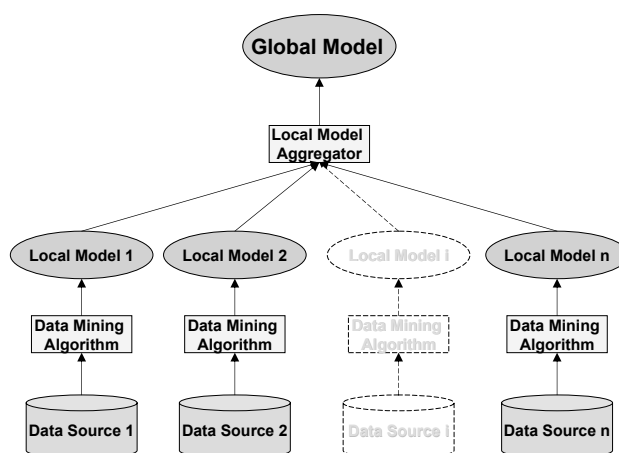 Global Model
Local Model
Aggregator
Local Model 1
Local Model 2
Local Model i
Local Model n
Data Mining
Algorithm
Data Mining
Algorithm
Data Mining
Algorithm
Data Mining
Algorithm
Data Source 1
Data Source 2
Data Source i
Data Source n